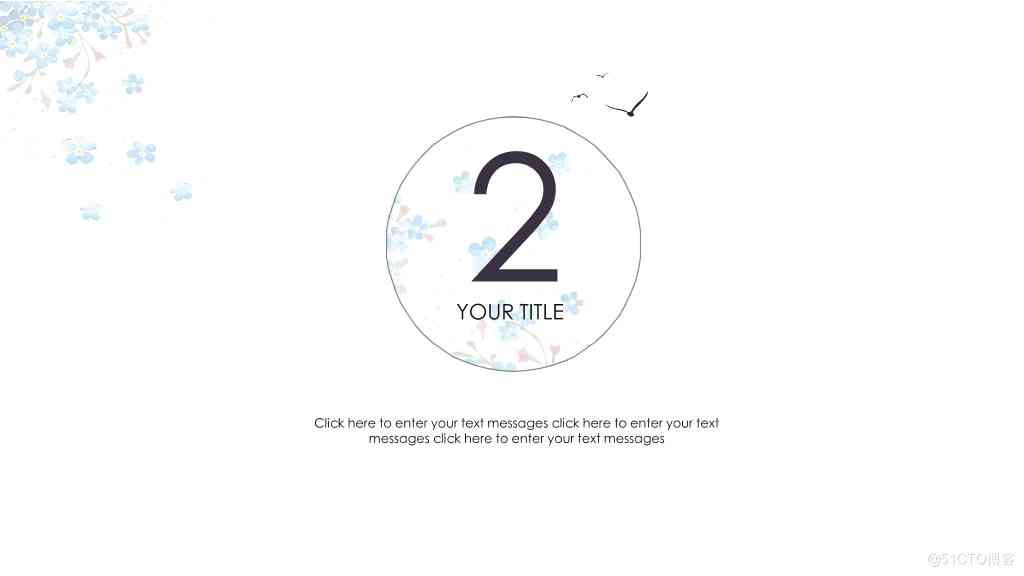 2
YOUR TITLE
Click here to enter your text messages click here to enter your text
messages click here to enter your text messages
@51CTO博客